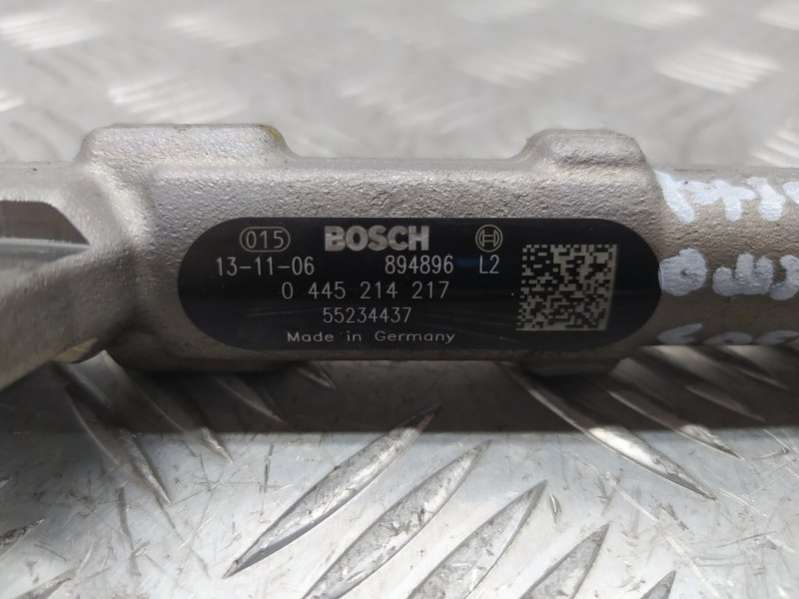 015 BOSCH
13-11-06 894896 L2
0 445 214 217
55234437
Made in Germany